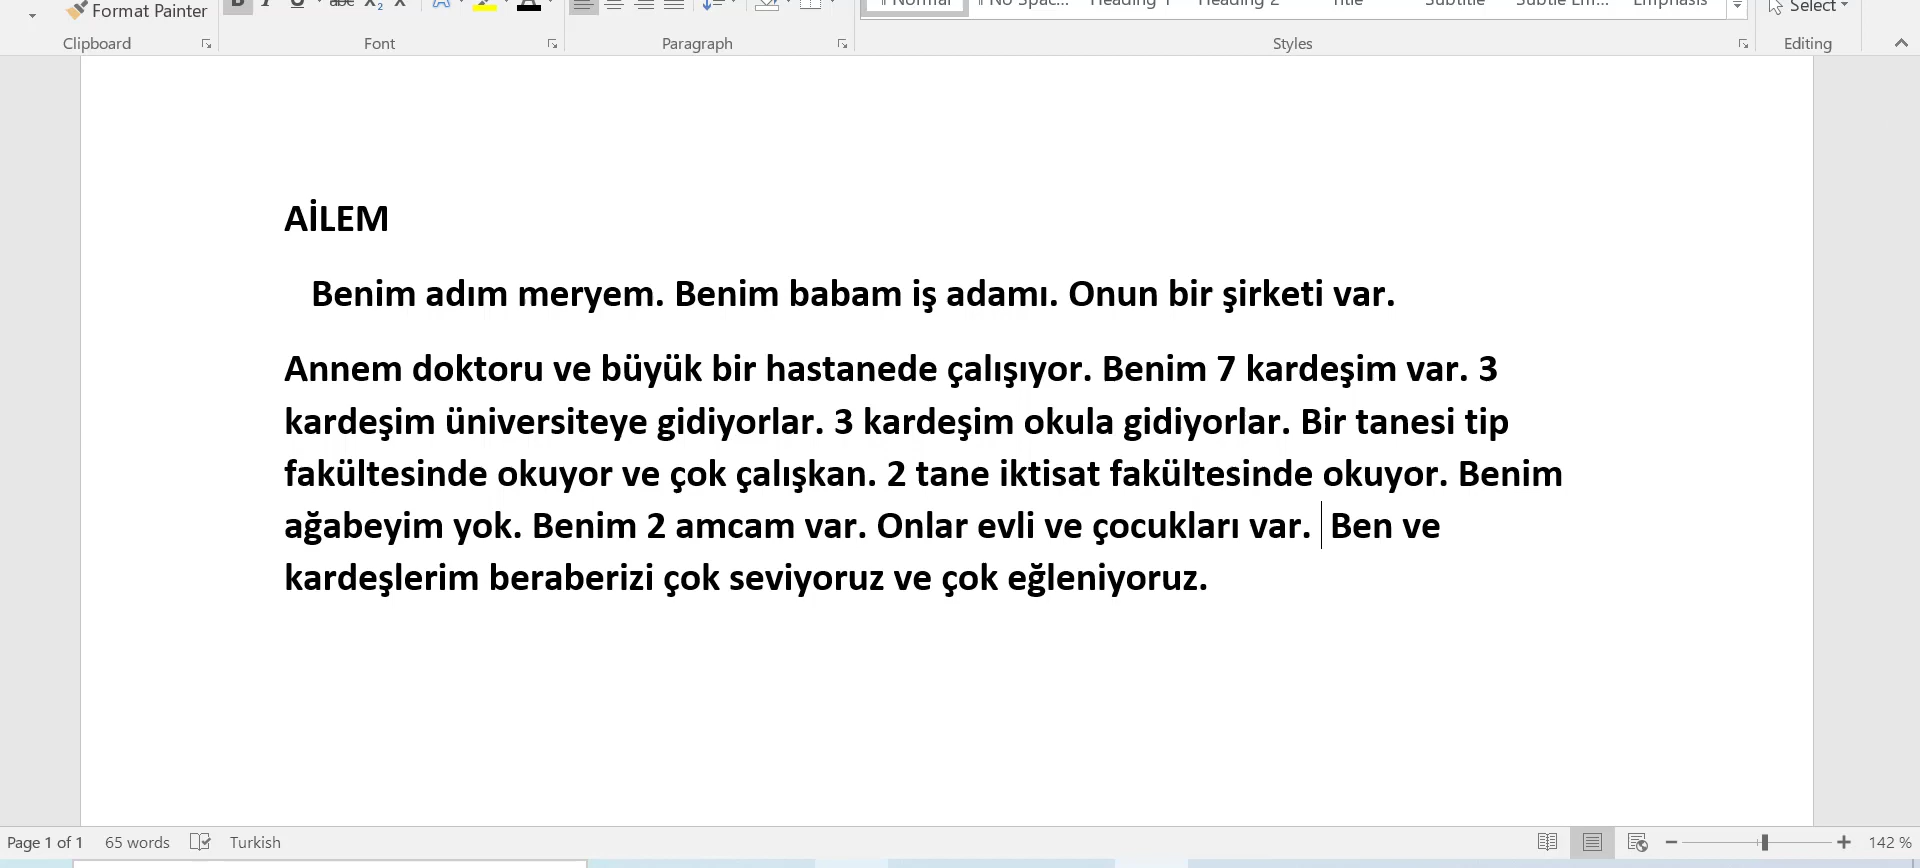 Format Painter
Select
Clipboard
Font
Paragraph
Styles
Editing
AİLEM
Benim adım meryem. Benim babam iş adamı. Onun bir şirketi var.
Annem doktoru ve büyük bir hastanede çalışıyor. Benim 7 kardeşim var. 3
kardeşim üniversiteye gidiyorlar. 3 kardeşim okula gidiyorlar. Bir tanesi tip
fakültesinde okuyor ve çok çalışkan. 2 tane iktisat fakültesinde okuyor. Benim
ağabeyim yok. Benim 2 amcam var. Onlar evli ve çocukları var. Ben ve
kardeşlerim beraberizi çok seviyoruz ve çok eğleniyoruz.
Page 1 of 1 65 words Turkish 142 %